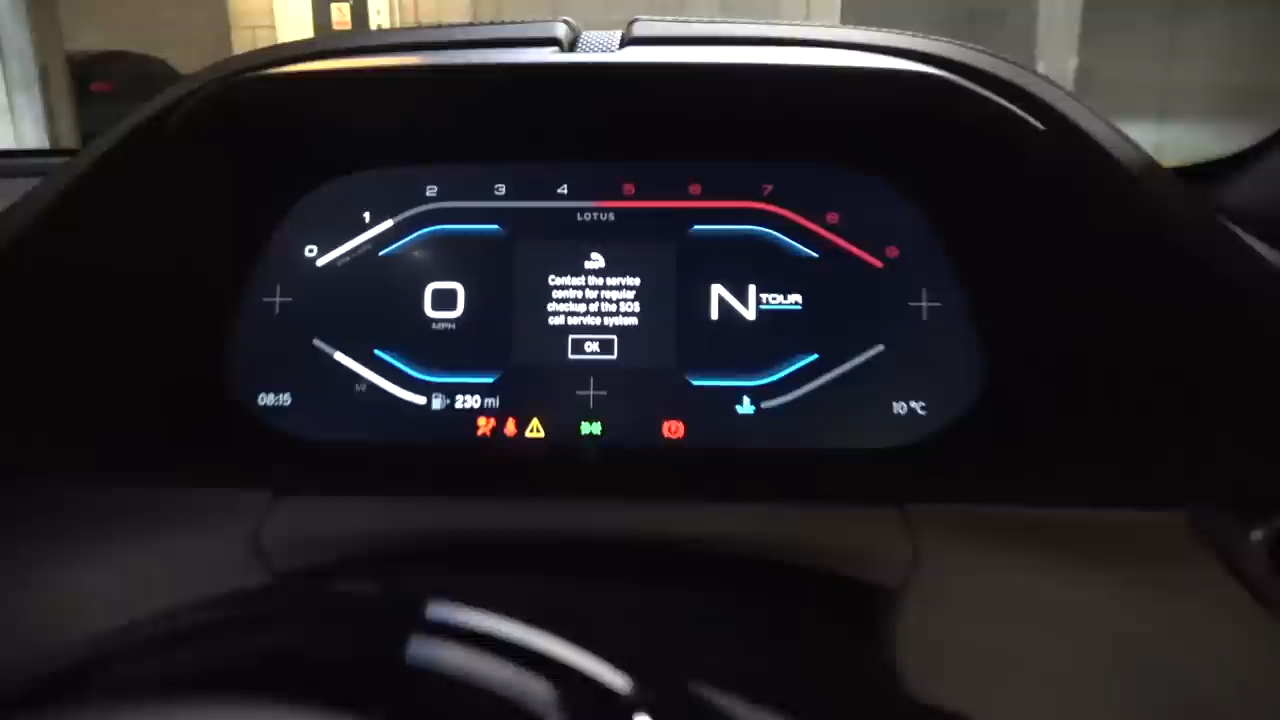 0
1
2
3
4
5
6
7
8
9
LOTUS
0
MPH
Contact the service
centre for regular
checkup of the SOS
call service system
OK
N TOUR
08:15
230 mi
10 °C